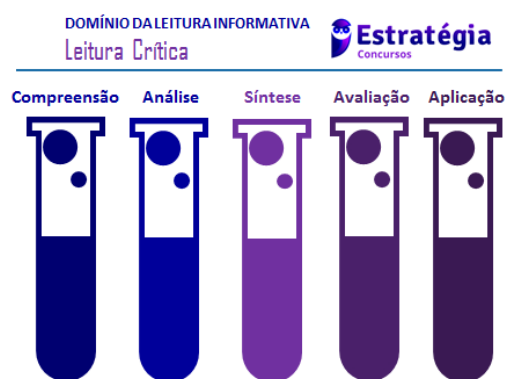 DOMÍNIO DA LEITURA INFORMATIVA
Leitura Crítica
Estratégia
Concursos
Compreensão Análise Síntese Avaliação Aplicação